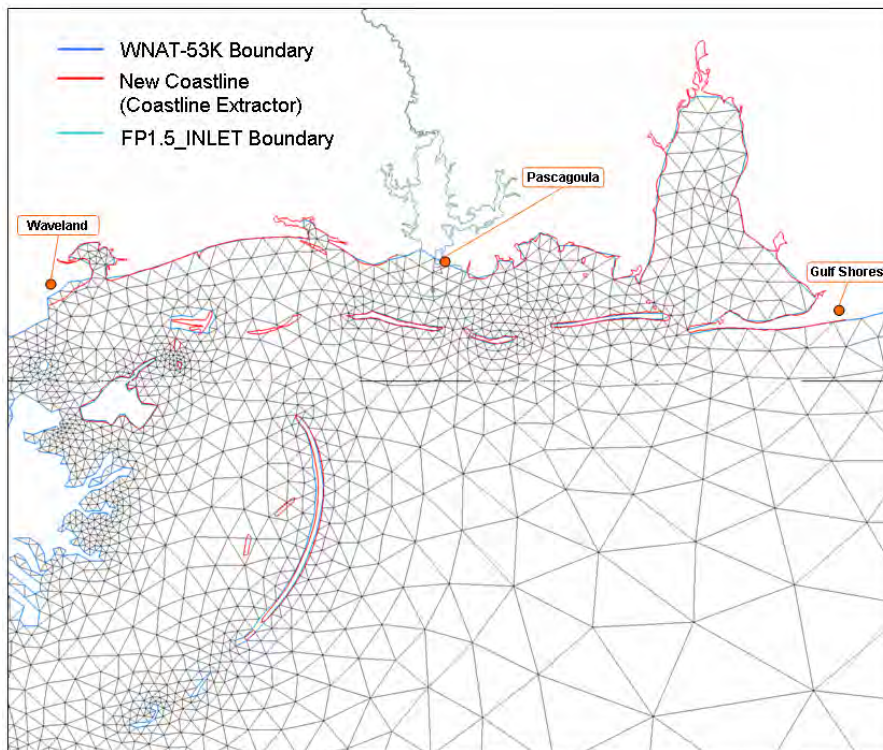 WNAT-53K Boundary
New Coastline
(Coastline Extractor)
FP1.5_INLET Boundary
Pascagoula
Waveland
Gulf Shores